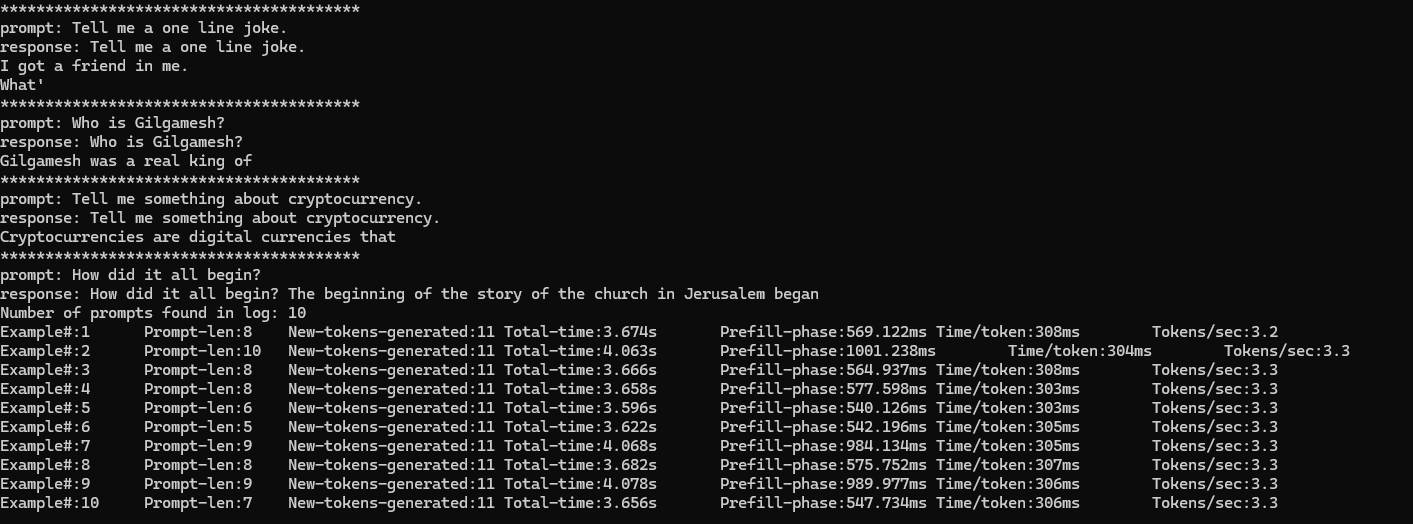 ****************************************
prompt: Tell me a one line joke.
response: Tell me a one line joke.
I got a friend in me.
What'
****************************************
prompt: Who is Gilgamesh?
response: Who is Gilgamesh?
Gilgamesh was a real king of
****************************************
prompt: Tell me something about cryptocurrency.
response: Tell me something about cryptocurrency.
Cryptocurrencies are digital currencies that
****************************************
prompt: How did it all begin?
response: How did it all begin? The beginning of the story of the church in Jerusalem began
Number of prompts found in log: 10
Example#:1 Prompt-len:8 New-tokens-generated:11 Total-time:3.674s Prefill-phase:569.122ms Time/token:308ms Tokens/sec:3.2
Example#:2 Prompt-len:10 New-tokens-generated:11 Total-time:4.063s Prefill-phase:1001.238ms Time/token:304ms Tokens/sec:3.3
Example#:3 Prompt-len:8 New-tokens-generated:11 Total-time:3.666s Prefill-phase:564.937ms Time/token:308ms Tokens/sec:3.3
Example#:4 Prompt-len:8 New-tokens-generated:11 Total-time:3.658s Prefill-phase:577.598ms Time/token:303ms Tokens/sec:3.3
Example#:5 Prompt-len:6 New-tokens-generated:11 Total-time:3.596s Prefill-phase:540.126ms Time/token:303ms Tokens/sec:3.3
Example#:6 Prompt-len:5 New-tokens-generated:11 Total-time:3.622s Prefill-phase:542.196ms Time/token:305ms Tokens/sec:3.3
Example#:7 Prompt-len:9 New-tokens-generated:11 Total-time:4.068s Prefill-phase:984.134ms Time/token:305ms Tokens/sec:3.3
Example#:8 Prompt-len:8 New-tokens-generated:11 Total-time:3.682s Prefill-phase:575.752ms Time/token:307ms Tokens/sec:3.3
Example#:9 Prompt-len:9 New-tokens-generated:11 Total-time:4.078s Prefill-phase:989.977ms Time/token:306ms Tokens/sec:3.3
Example#:10 Prompt-len:7 New-tokens-generated:11 Total-time:3.656s Prefill-phase:547.734ms Time/token:306ms Tokens/sec:3.3